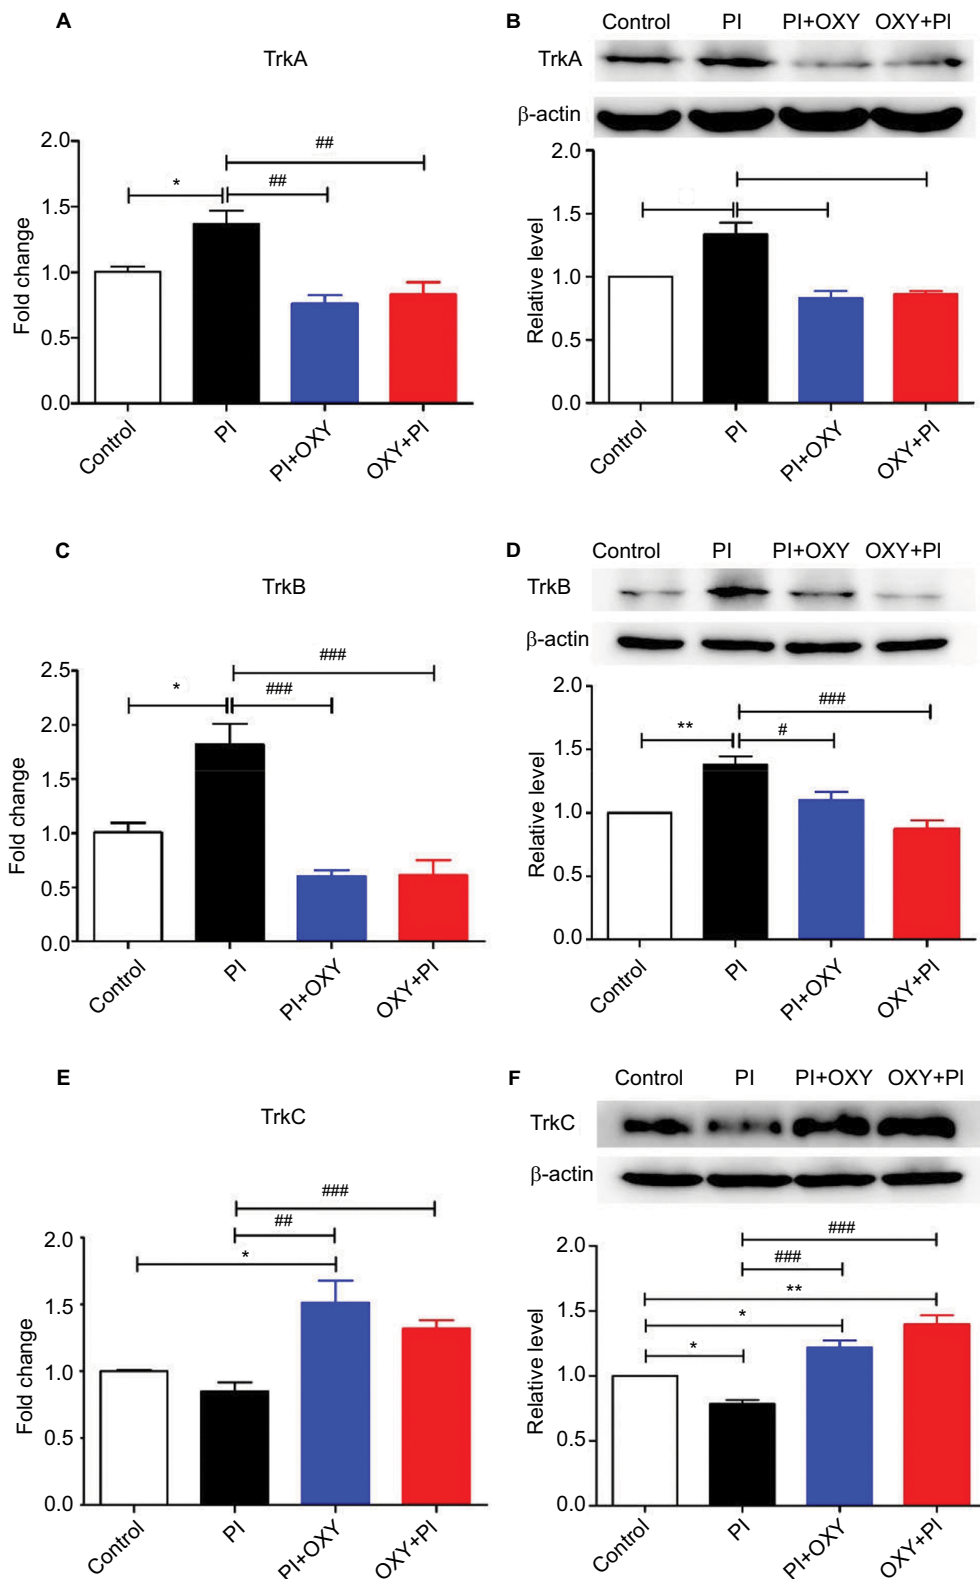 A
TrkA
2.0
1.5
1.0
0.5
0.0
Fold change
*
##
##
Control
PI
PI+OXY
OXY+PI
B
Control PI PI+OXY OXY+PI
TrkA
β-actin
2.0
1.5
1.0
0.5
0.0
Relative level
Control
PI
PI+OXY
OXY+PI
C
TrkB
2.5
2.0
1.5
1.0
0.5
0.0
Fold change
*
###
###
Control
PI
PI+OXY
OXY+PI
D
Control PI PI+OXY OXY+PI
TrkB
β-actin
2.0
1.5
1.0
0.5
0.0
Relative level
**
#
###
Control
PI
PI+OXY
OXY+PI
E
TrkC
2.0
1.5
1.0
0.5
0.0
Fold change
###
##
*
Control
PI
PI+OXY
OXY+PI
F
Control PI PI+OXY OXY+PI
TrkC
β-actin
2.0
1.5
1.0
0.5
0.0
Relative level
###
###
**
*
*
Control
PI
PI+OXY
OXY+PI